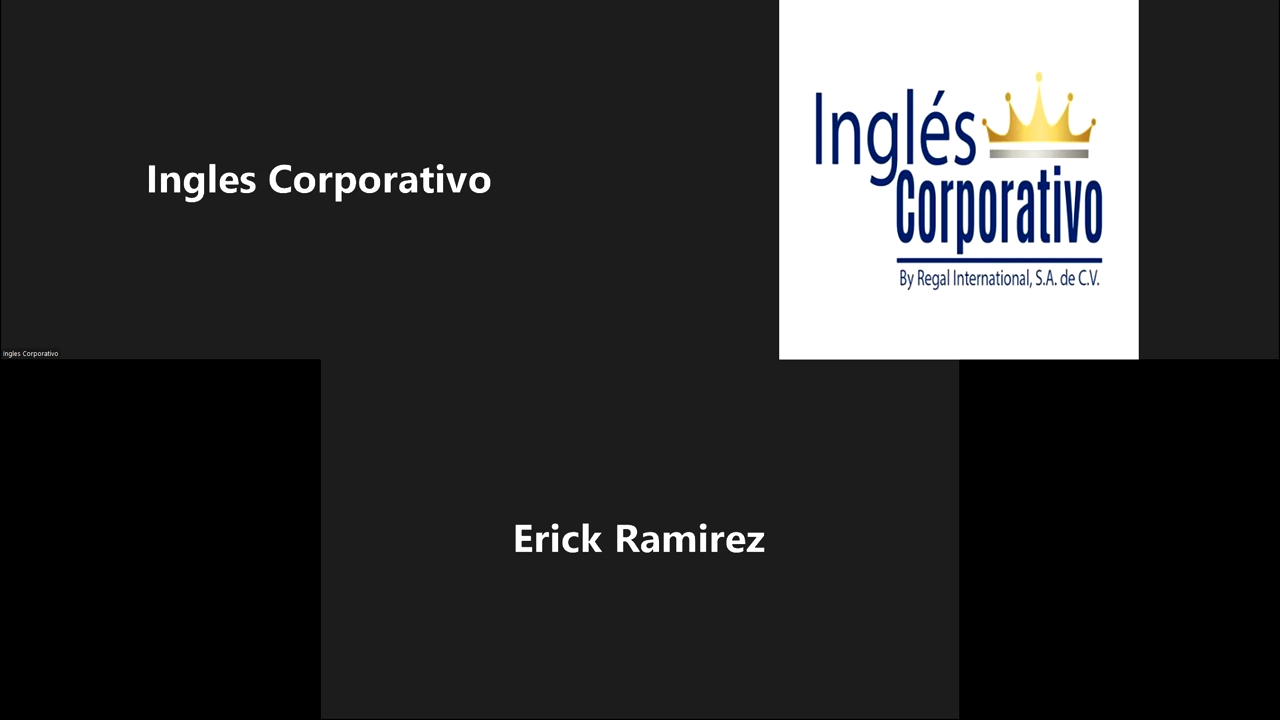 Ingles Corporativo
Inglés
Corporativo
By Regal International, S.A. de C.V.
Ingles Corporativo
Erick Ramirez